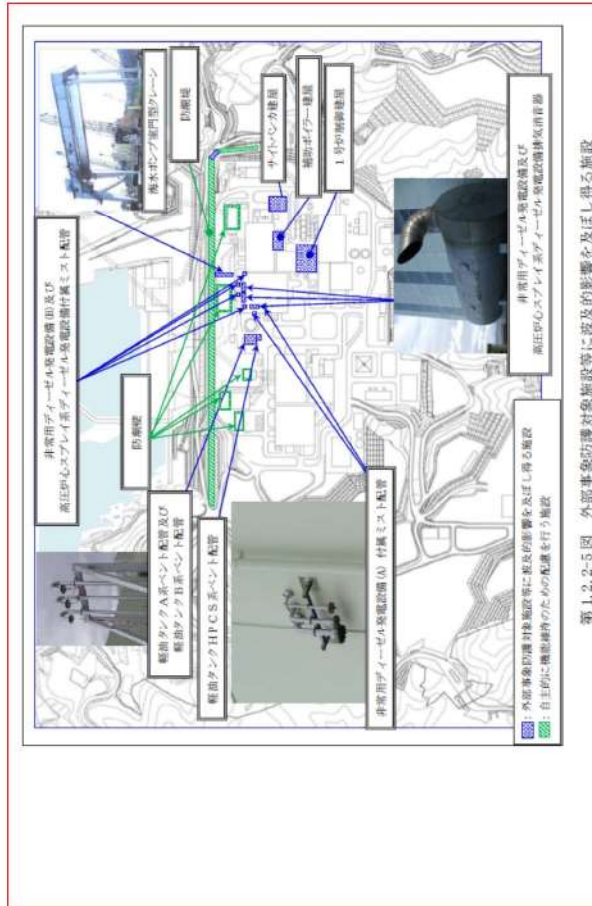 海水ポンプ室門型クレーン
防潮堤
サイトバンカ建屋
補助ボイラー建屋
1号炉制御建屋
非常用ディーゼル発電設備(B)及び
高圧炉心スプレイ系ディーゼル発電設備付属ミスト配管
防潮壁
軽油タンクA系ベント配管及び
軽油タンクB系ベント配管
軽油タンクHPCS系ベント配管
非常用ディーゼル発電設備(A) 付属ミスト配管
非常用ディーゼル発電設備及び
高圧炉心スプレイ系ディーゼル発電設備排気消音器
:外部事象防護対象施設等に波及的影響を及ぼし得る施設
:自主的に機能維持のための配慮を行う施設
第1.2.2-5図 外部事象防護対象施設等に波及的影響を及ぼし得る施設